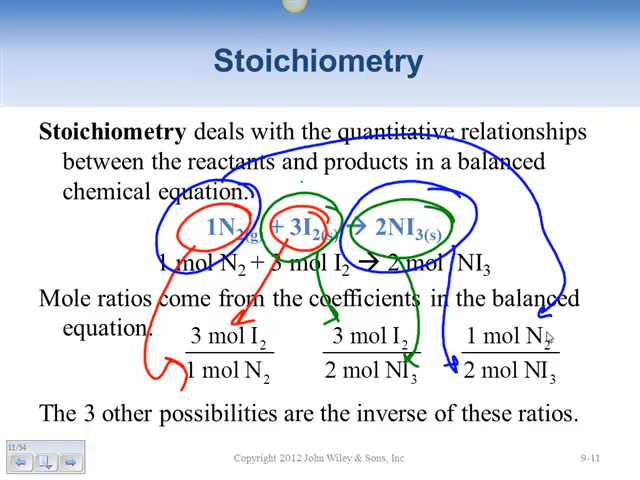 Stoichiometry
Stoichiometry deals with the quantitative relationships
between the reactants and products in a balanced
chemical equation.
1N2(g) + 3I2(s) → 2NI3(s)
1 mol N2 + 3 mol I2 → 2 mol NI3
Mole ratios come from the coefficients in the balanced
equation.
3 mol I2 3 mol I2 1 mol N2
1 mol N2 2 mol NI3 2 mol NI3
The 3 other possibilities are the inverse of these ratios.
11/54
Copyright 2012 John Wiley & Sons, Inc 9-11